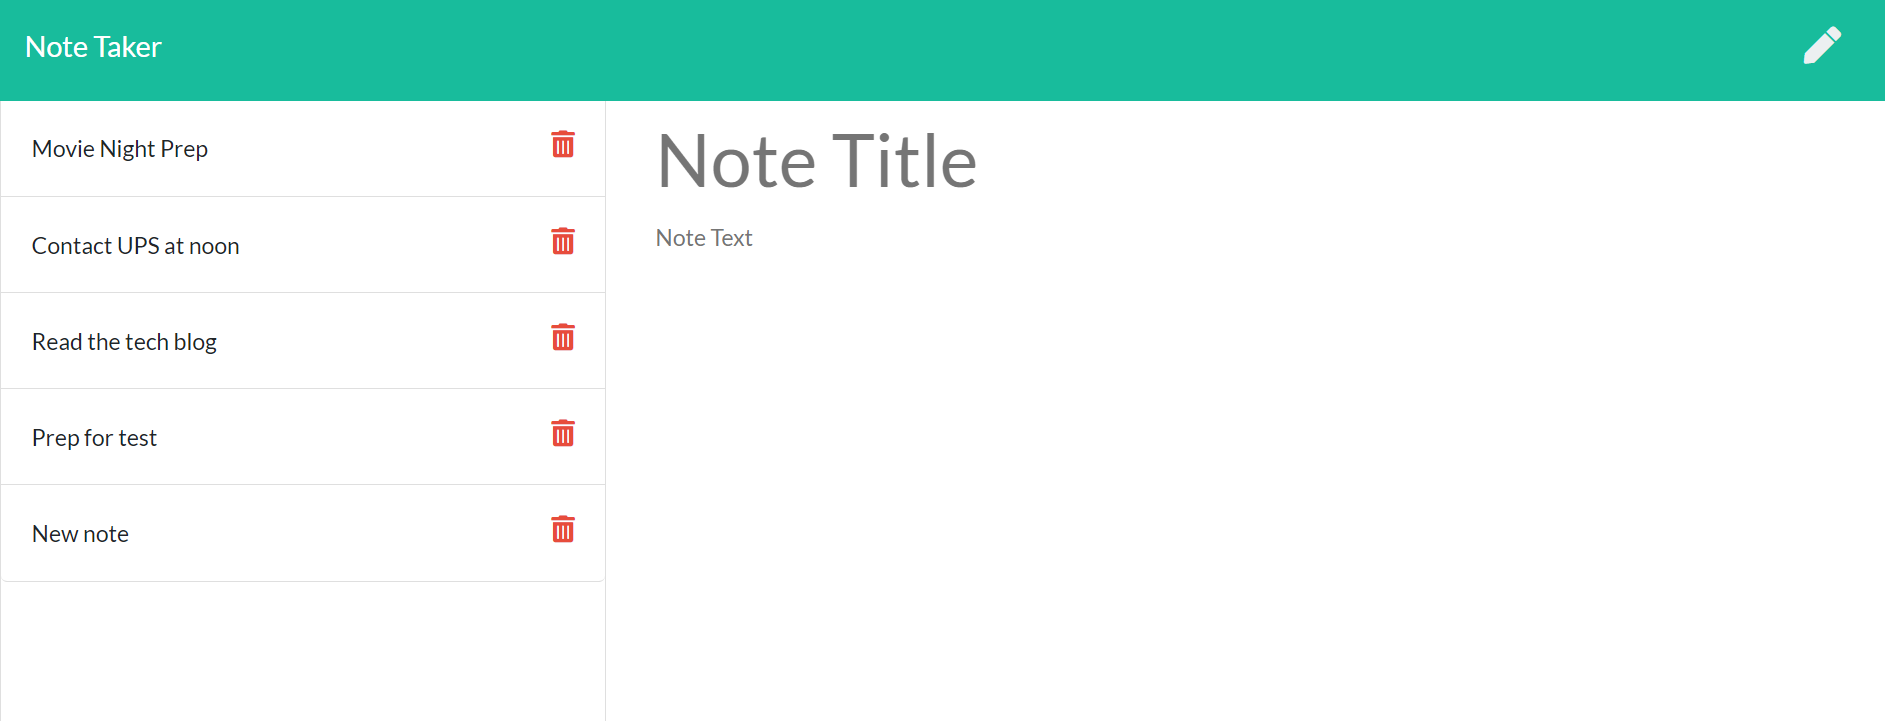 Note Taker
Movie Night Prep
Contact UPS at noon
Read the tech blog
Prep for test
New note
Note Title
Note Text